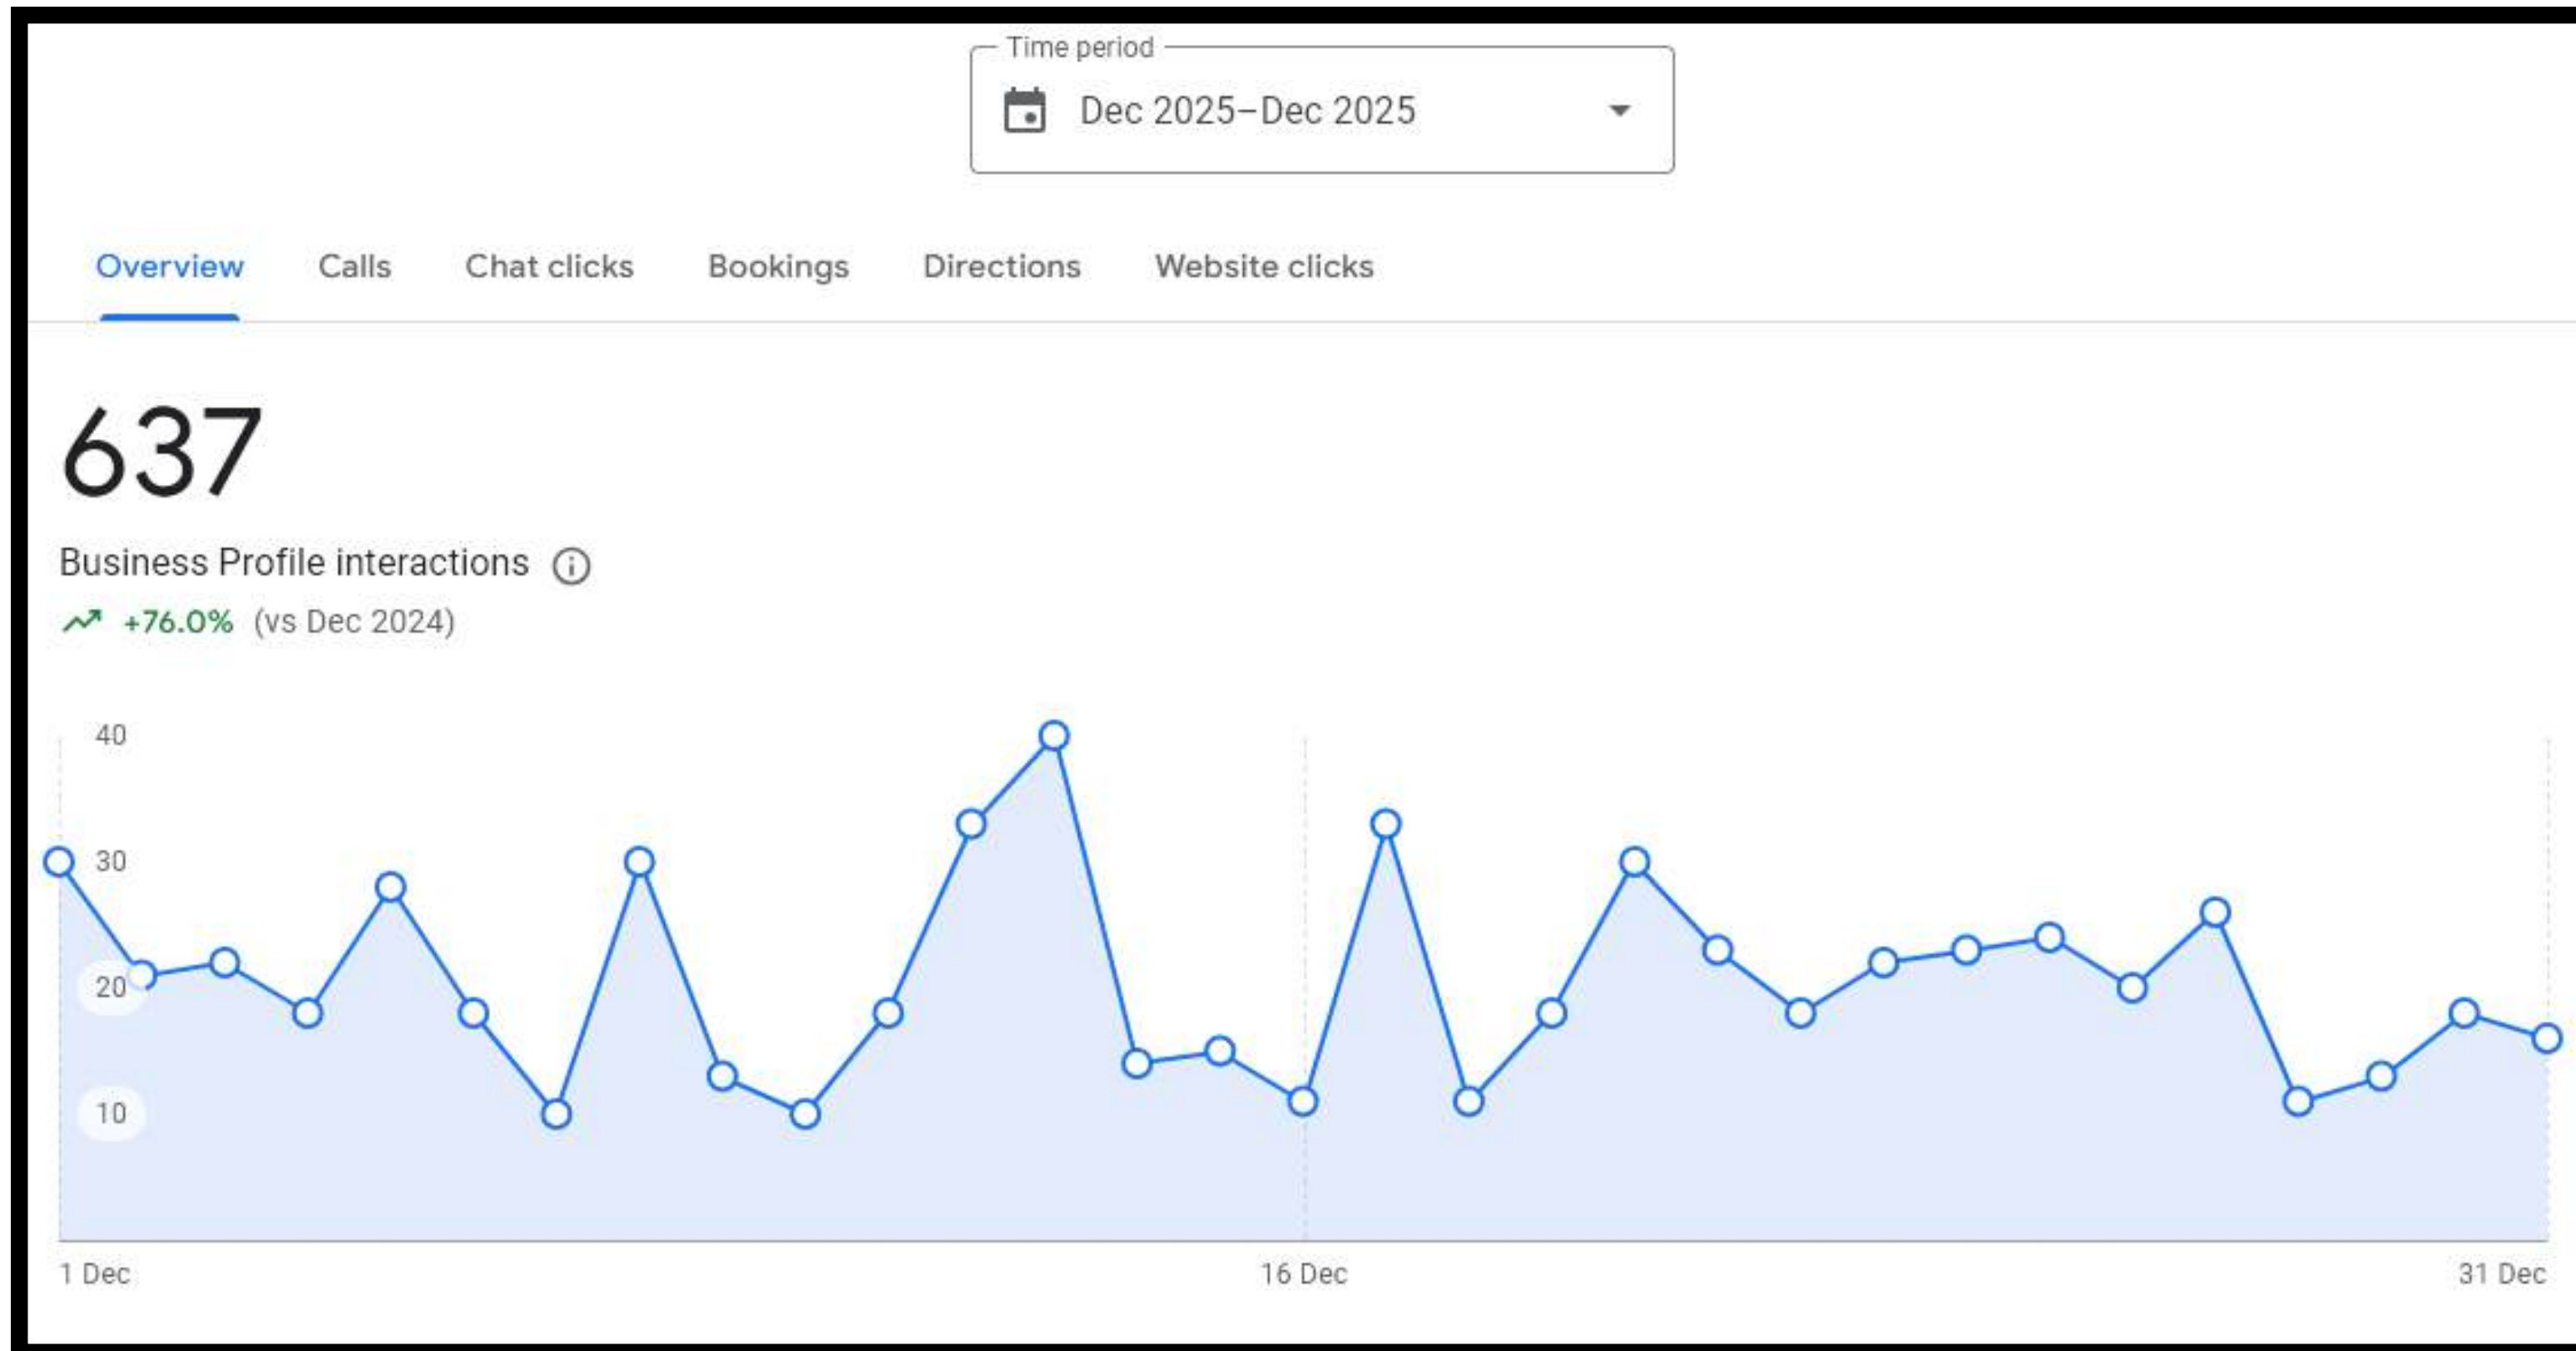 Time period
Dec 2025–Dec 2025
Overview Calls Chat clicks Bookings Directions Website clicks
637
Business Profile interactions
+76.0% (vs Dec 2024)
40
30
20
10
1 Dec 16 Dec 31 Dec